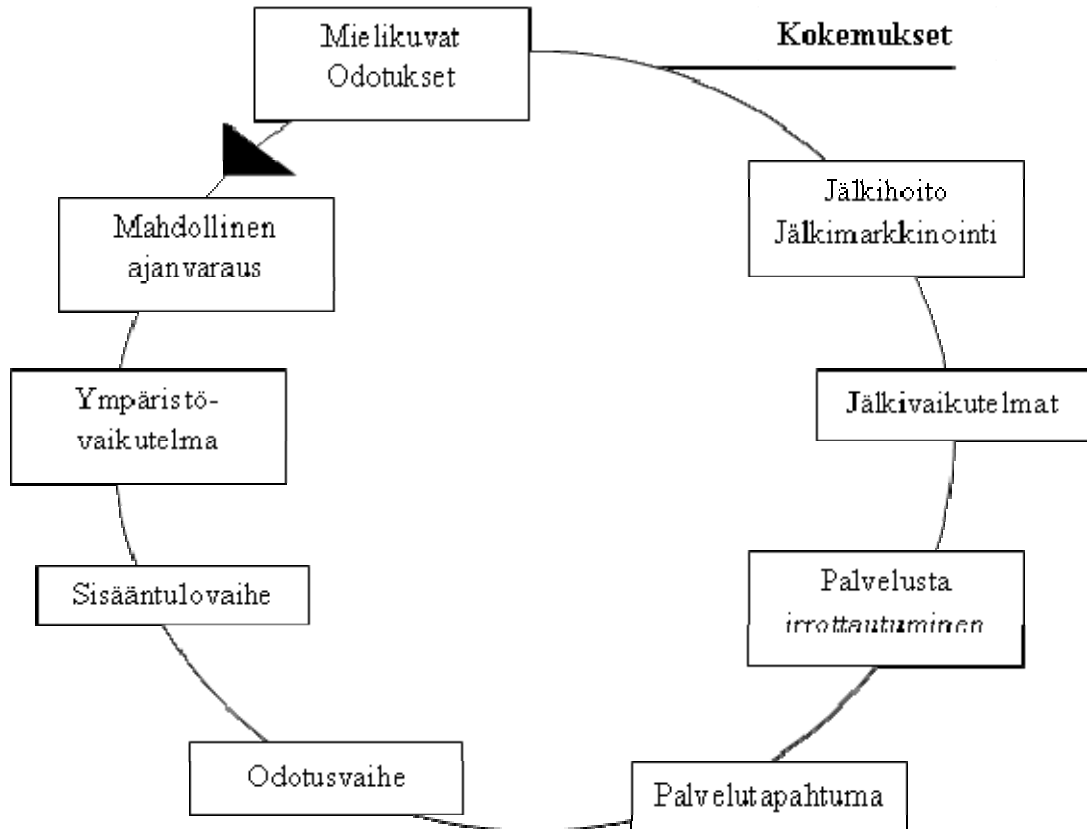 Mielikuvat
Odotukset
Kokemukset
Jälkihoito
Jälkimarkkinointi
Mahdollinen
ajanvaraus
Ympäristö-
vaikutelma
Jälkivaikutelmat
Sisääntulovaihe
Palvelusta
irrottautuminen
Odotusvaihe
Palvelutapahtuma